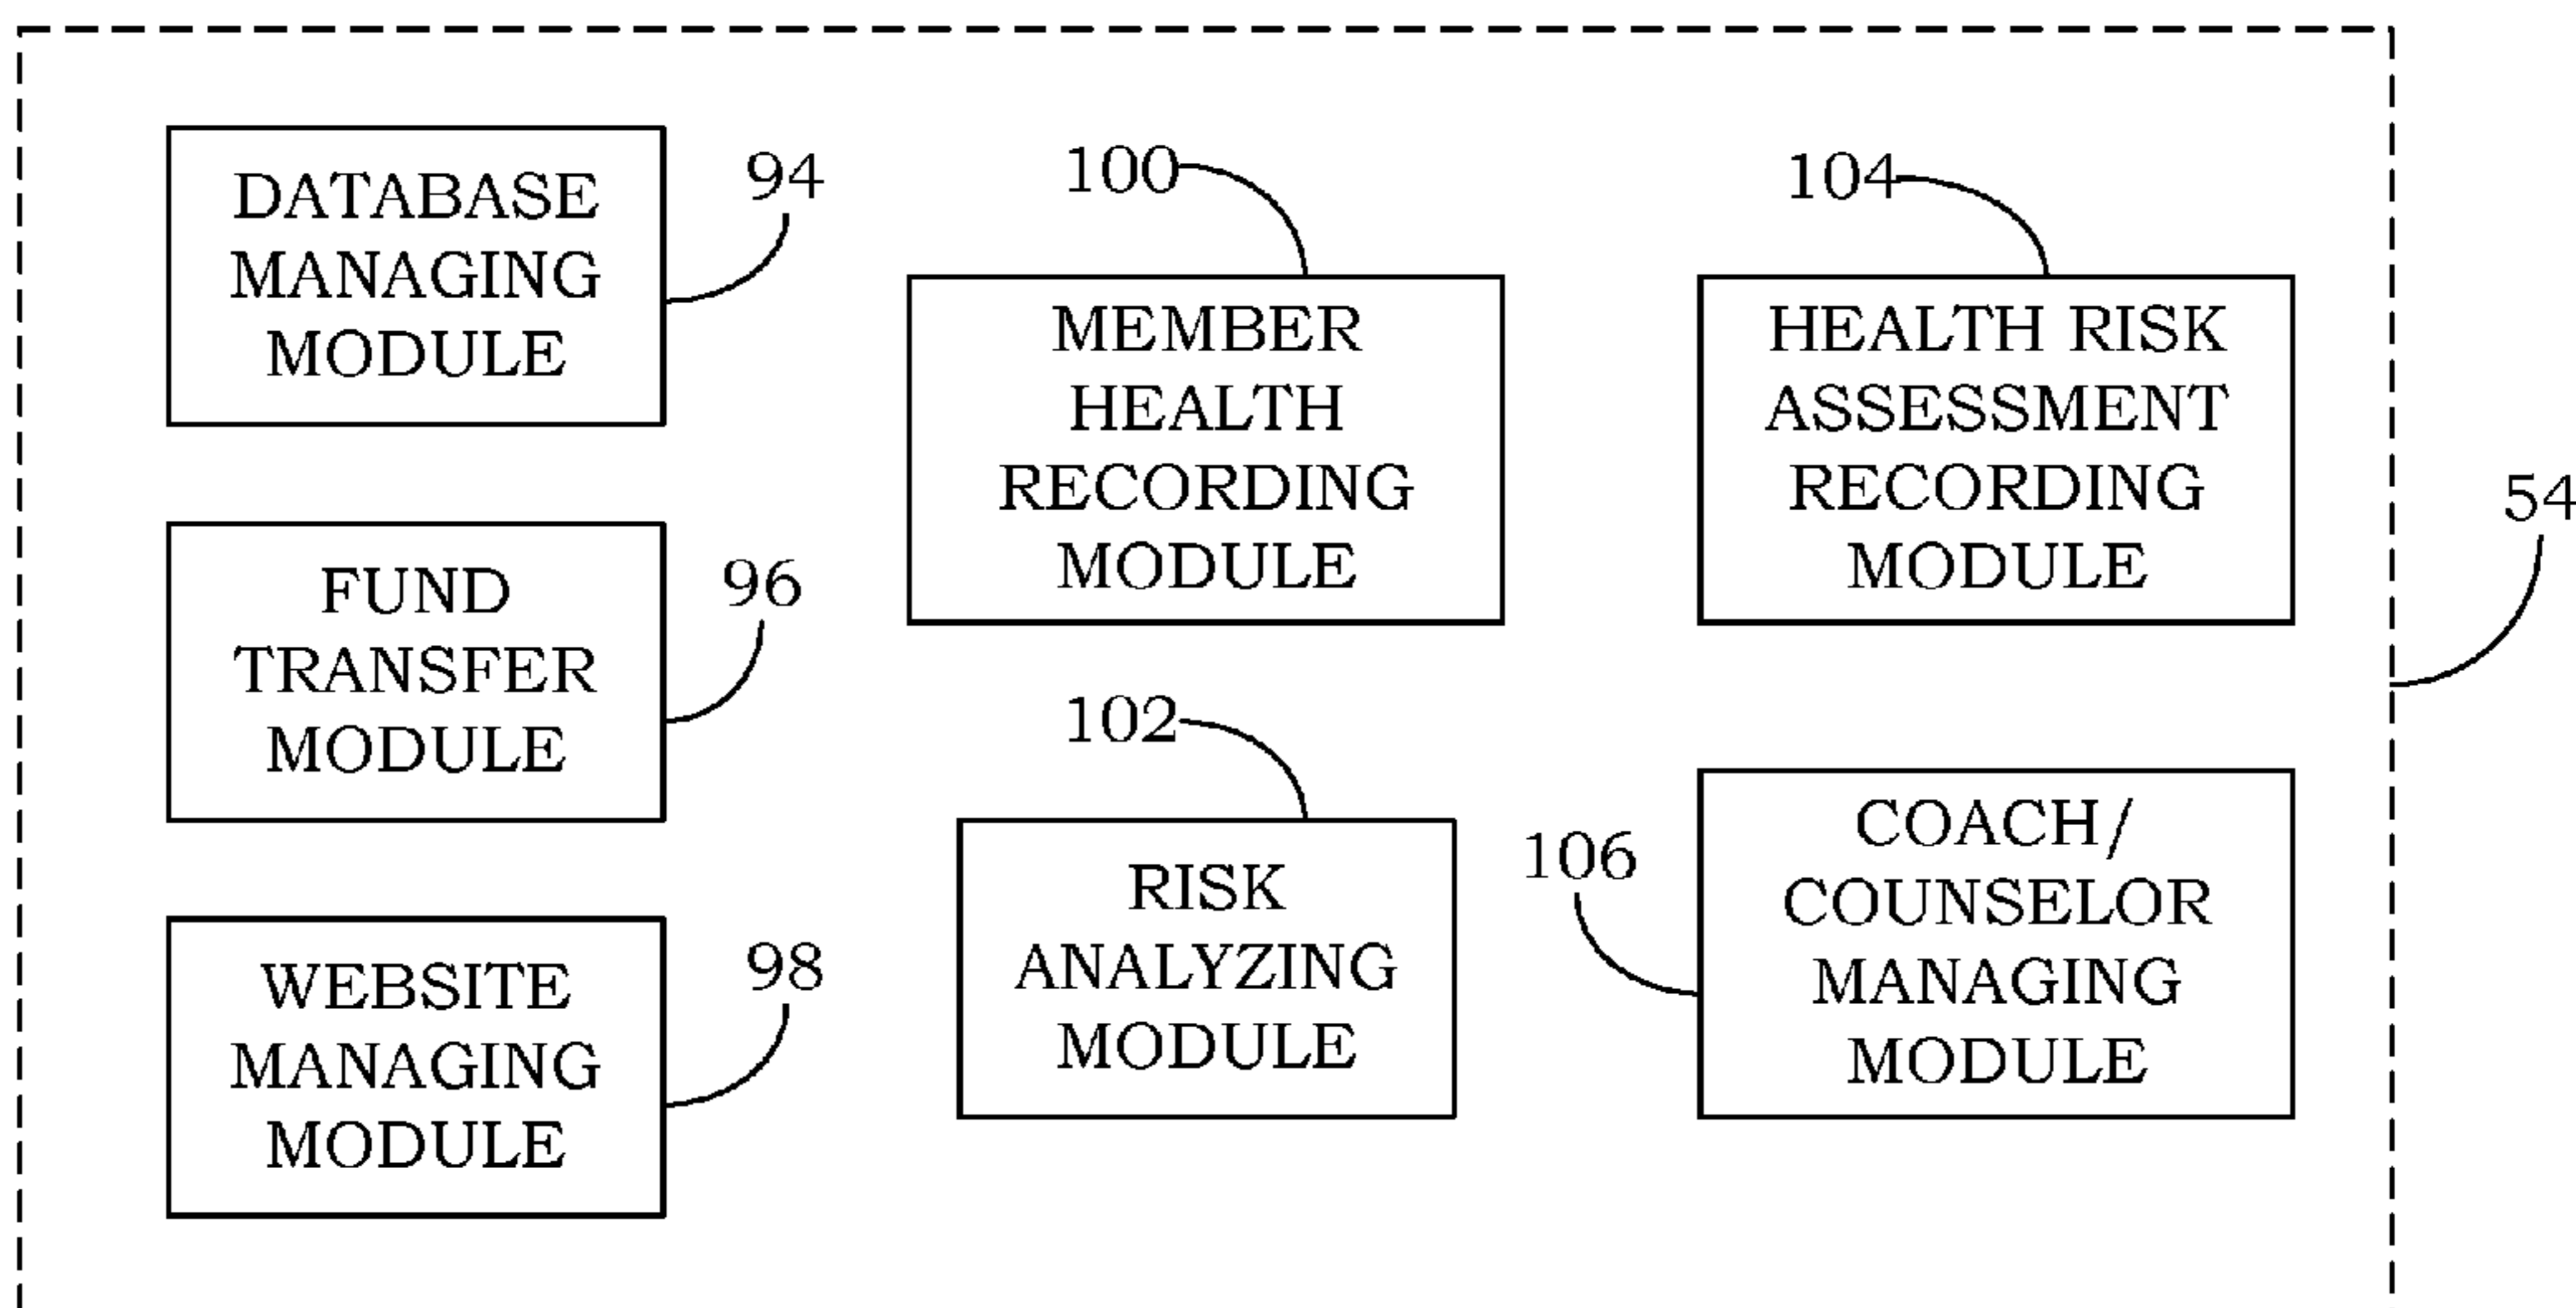 DATABASE
MANAGING
MODULE
94
FUND
TRANSFER
MODULE
96
WEBSITE
MANAGING
MODULE
98
100
MEMBER
HEALTH
RECORDING
MODULE
102
RISK
ANALYZING
MODULE
104
HEALTH RISK
ASSESSMENT
RECORDING
MODULE
106
COACH/
COUNSELOR
MANAGING
MODULE
54